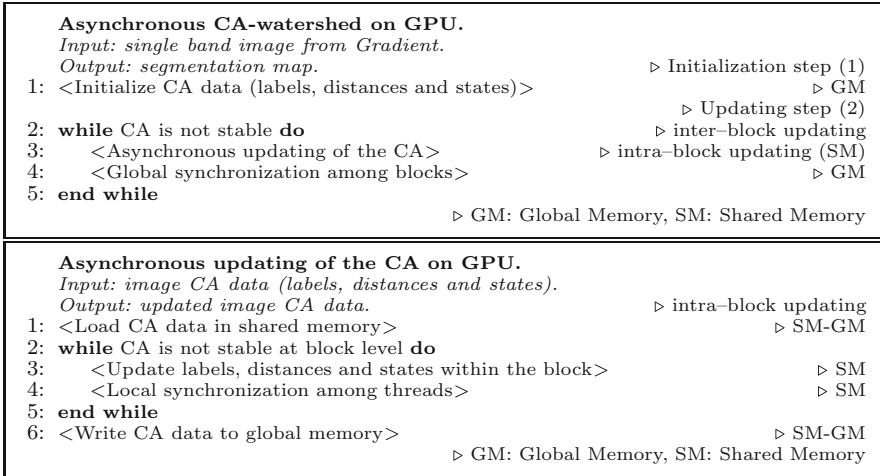 Asynchronous CA-watershed on GPU.
Input: single band image from Gradient.
Output: segmentation map. ▷ Initialization step (1)
1: <Initialize CA data (labels, distances and states)> ▷ GM
▷ Updating step (2)
2: while CA is not stable do ▷ inter–block updating
3: <Asynchronous updating of the CA> ▷ intra–block updating (SM)
4: <Global synchronization among blocks> ▷ GM
5: end while
▷ GM: Global Memory, SM: Shared Memory
Asynchronous updating of the CA on GPU.
Input: image CA data (labels, distances and states).
Output: updated image CA data. ▷ intra–block updating
1: <Load CA data in shared memory> ▷ SM-GM
2: while CA is not stable at block level do
3: <Update labels, distances and states within the block> ▷ SM
4: <Local synchronization among threads> ▷ SM
5: end while
6: <Write CA data to global memory> ▷ SM-GM
▷ GM: Global Memory, SM: Shared Memory